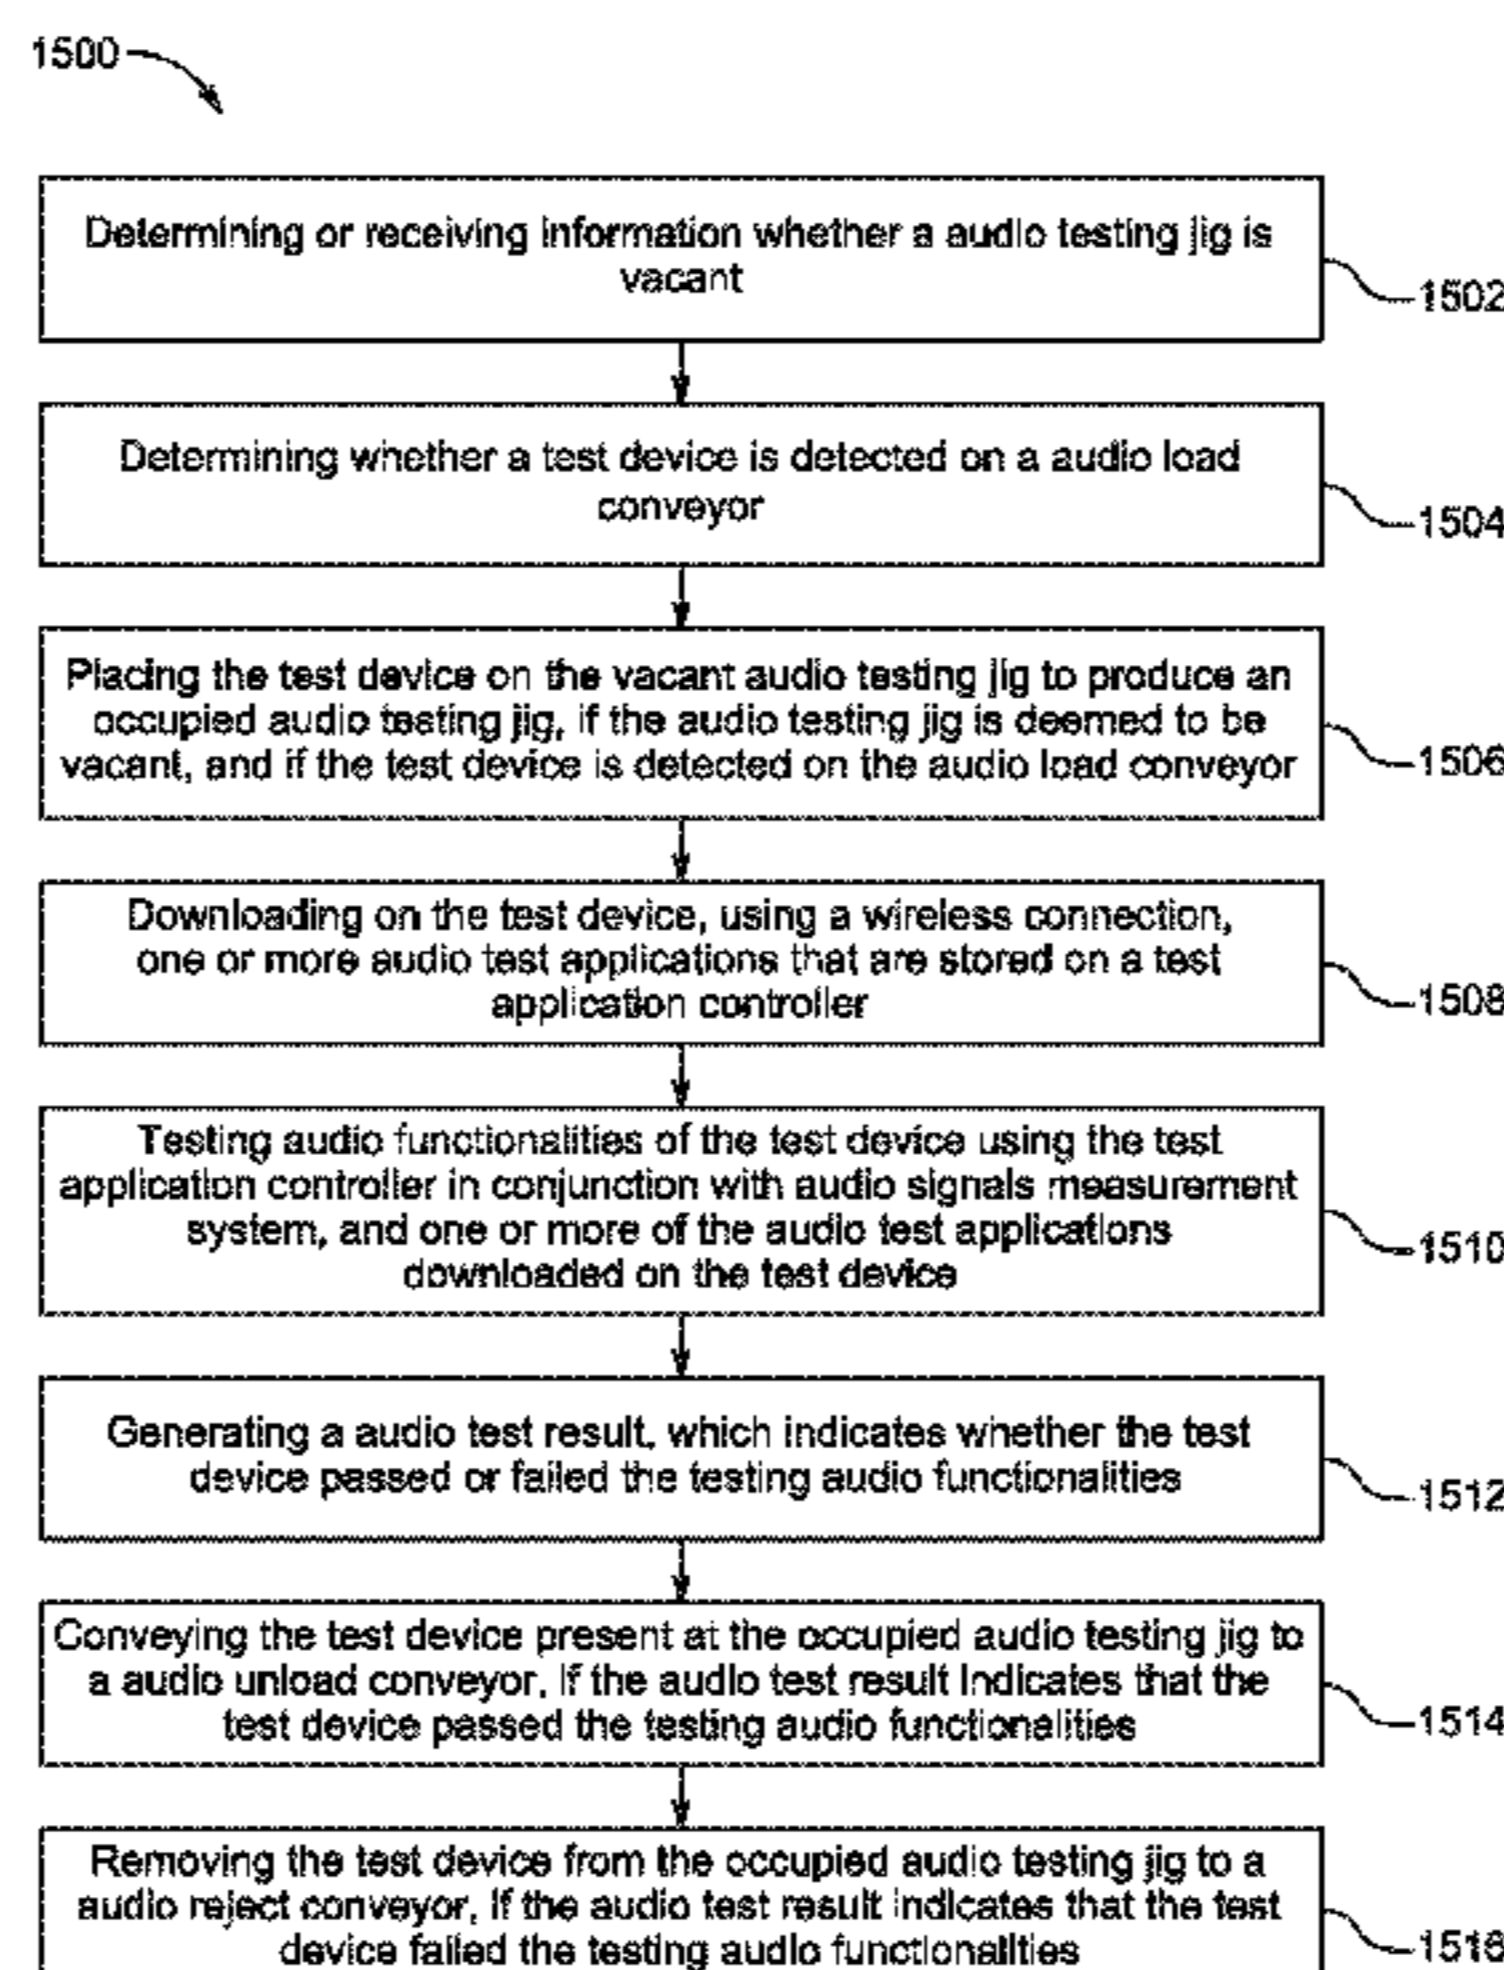 1500
Determining or receiving information whether a audio testing jig is
vacant
1502
Determining whether a test device is detected on a audio load
conveyor
1504
Placing the test device on the vacant audio testing jig to produce an
occupied audio testing jig, if the audio testing jig is deemed to be
vacant, and if the test device is detected on the audio load conveyor
1506
Downloading on the test device, using a wireless connection,
one or more audio test applications that are stored on a test
application controller
1508
Testing audio functionalities of the test device using the test
application controller in conjunction with audio signals measurement
system, and one or more of the audio test applications
downloaded on the test device
1510
Generating a audio test result, which indicates whether the test
device passed or failed the testing audio functionalities
1512
Conveying the test device present at the occupied audio testing jig to
a audio unload conveyor, if the audio test result indicates that the
test device passed the testing audio functionalities
1514
Removing the test device from the occupied audio testing jig to a
audio reject conveyor, if the audio test result indicates that the test
device failed the testing audio functionalities
1516